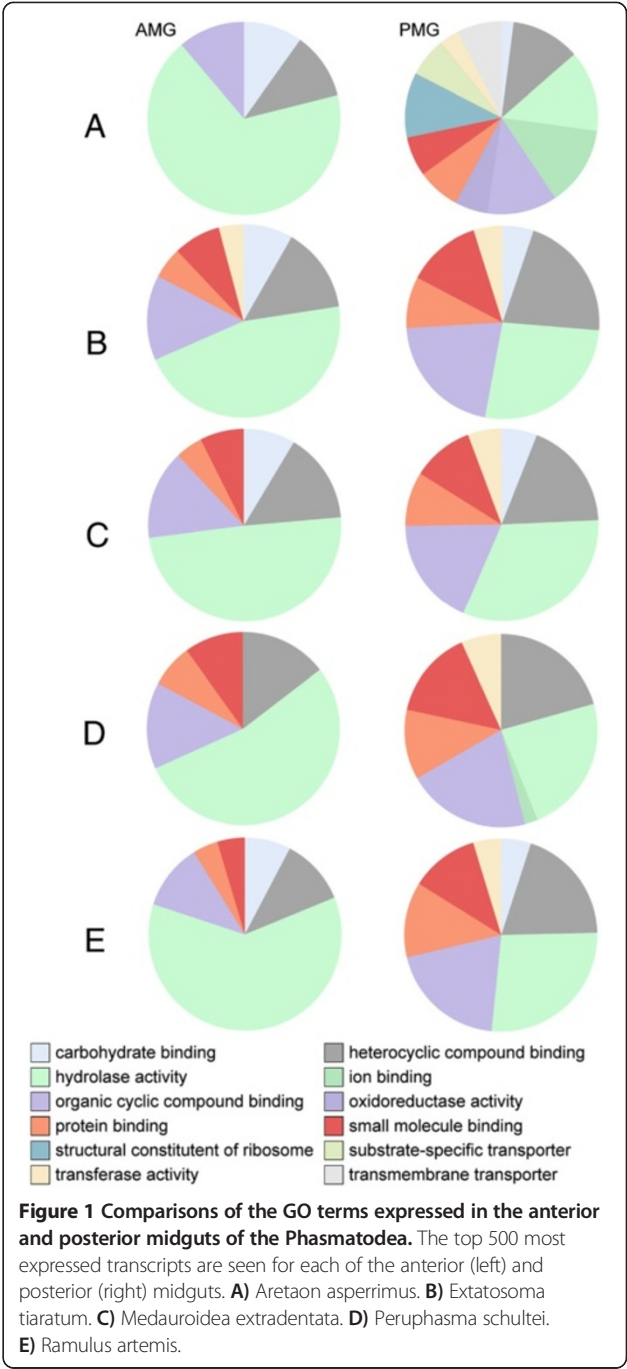 AMG PMG
A
B
C
D
E
carbohydrate binding heterocyclic compound binding
hydrolase activity ion binding
organic cyclic compound binding oxidoreductase activity
protein binding small molecule binding
structural constitutent of ribosome substrate-specific transporter
transferase activity transmembrane transporter
Figure 1 Comparisons of the GO terms expressed in the anterior
and posterior midguts of the Phasmatodea. The top 500 most
expressed transcripts are seen for each of the anterior (left) and
posterior (right) midguts. A) Aretaon asperrimus. B) Extatosoma
tiaratum. C) Medauroidea extradentata. D) Peruphasma schultei.
E) Ramulus artemis.